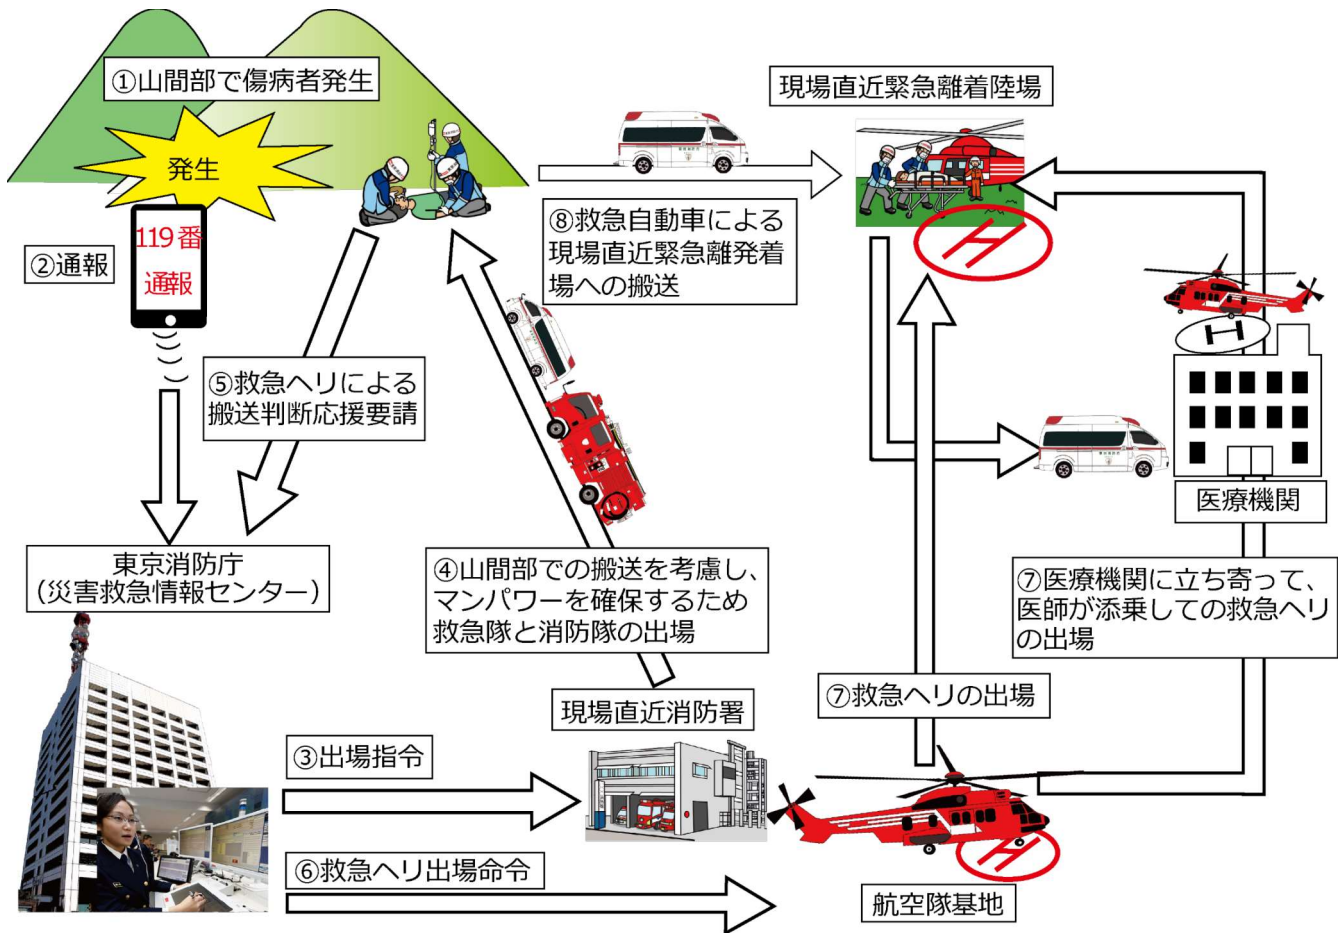 ①山間部で傷病者発生
発生
②通報
119番
通報
⑤救急ヘリによる
搬送判断応援要請
東京消防庁
(災害救急情報センター)
③出場指令
⑥救急ヘリ出場命令
④山間部での搬送を考慮し、
マンパワーを確保するため
救急隊と消防隊の出場
現場直近消防署
⑧救急自動車による
現場直近緊急離発着
場への搬送
現場直近緊急離着陸場
H
H
医療機関
⑦医療機関に立ち寄って、
医師が添乗しての救急ヘリ
の出場
⑦救急ヘリの出場
H
航空隊基地